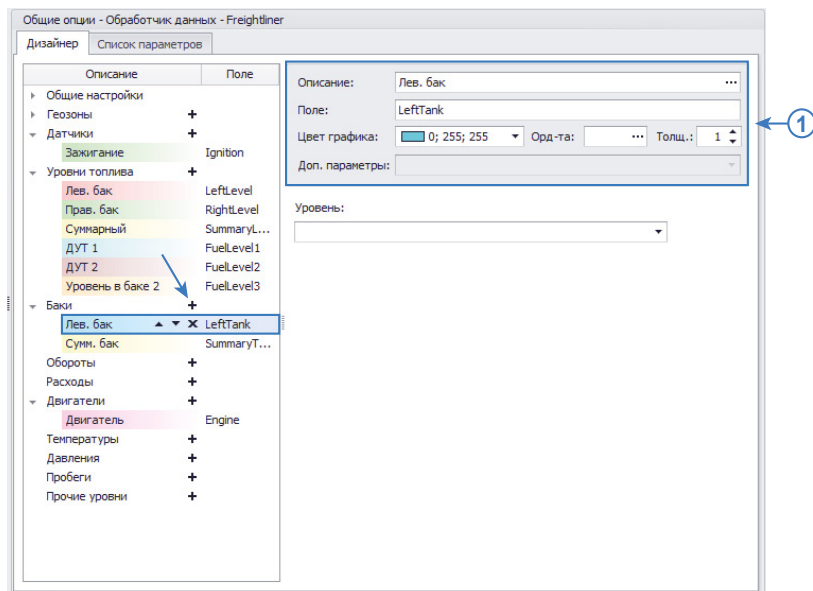 Общие опции - Обработчик данных - Freightliner
Дизайнер Список параметров
Описание Поле
Общие настройки
Геозоны
Датчики
Зажигание Ignition
Уровни топлива
Лев. бак LeftLevel
Прав. бак RightLevel
Суммарный SummaryL...
ДУТ 1 FuelLevel1
ДУТ 2 FuelLevel2
Уровень в баке 2 FuelLevel3
Баки
Лев. бак LeftTank
Сумм. бак SummaryT...
Обороты
Расходы
Двигатели
Двигатель Engine
Температуры
Давления
Пробеги
Прочие уровни
Описание: Лев. бак ...
Поле: LeftTank
Цвет графика: 0; 255; 255 Орд-та: ... Толщ.: 1
Доп. параметры:
Уровень:
1